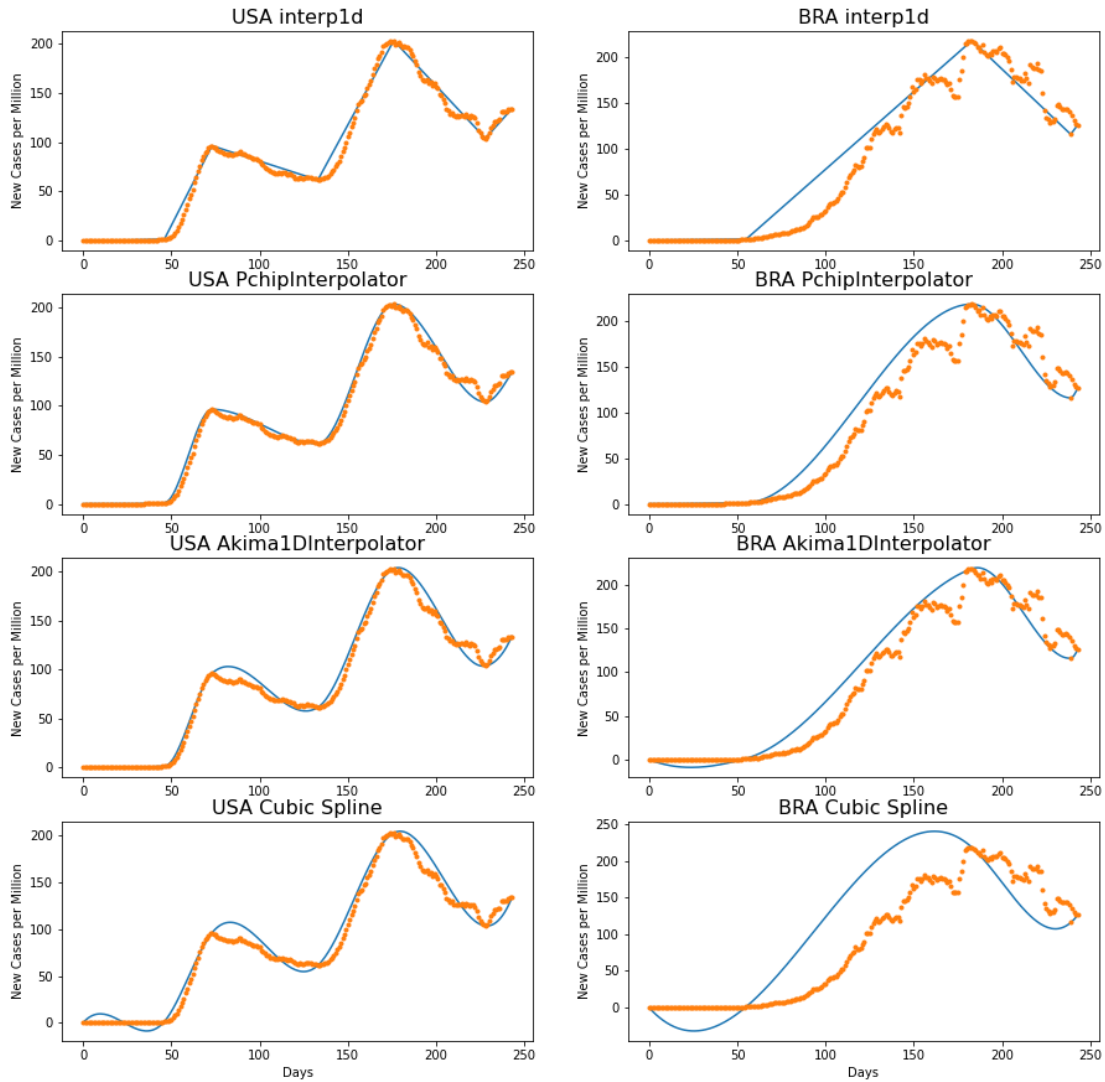 USA interp1d
New Cases per Million
200
150
100
50
0
0 50 100 150 200 250
BRA interp1d
New Cases per Million
200
150
100
50
0
0 50 100 150 200 250
USA PchipInterpolator
New Cases per Million
200
150
100
50
0
0 50 100 150 200 250
BRA PchipInterpolator
New Cases per Million
200
150
100
50
0
0 50 100 150 200 250
USA Akima1DInterpolator
New Cases per Million
200
150
100
50
0
0 50 100 150 200 250
BRA Akima1DInterpolator
New Cases per Million
200
150
100
50
0
0 50 100 150 200 250
USA Cubic Spline
New Cases per Million
200
150
100
50
0
0 50 100 150 200 250
Days
BRA Cubic Spline
New Cases per Million
250
200
150
100
50
0
0 50 100 150 200 250
Days